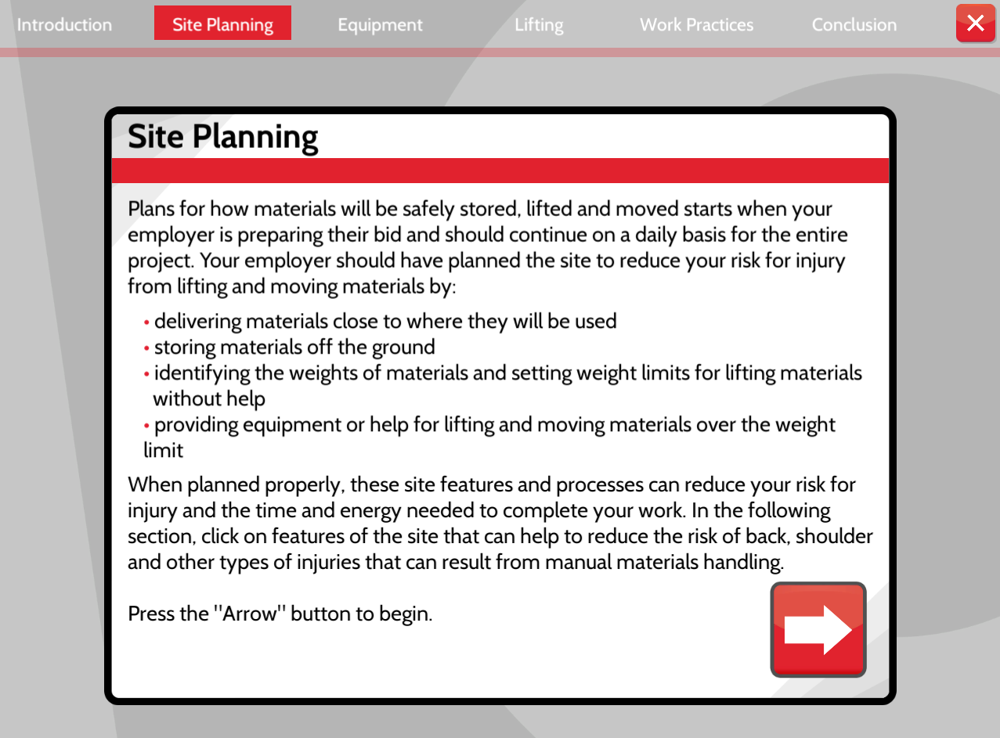 Introduction
Site Planning
Equipment
Lifting
Work Practices
Conclusion
Site Planning
Plans for how materials will be safely stored, lifted and moved starts when your
employer is preparing their bid and should continue on a daily basis for the entire
project. Your employer should have planned the site to reduce your risk for injury
from lifting and moving materials by:
• delivering materials close to where they will be used
• storing materials off the ground
• identifying the weights of materials and setting weight limits for lifting materials
without help
• providing equipment or help for lifting and moving materials over the weight
limit
When planned properly, these site features and processes can reduce your risk for
injury and the time and energy needed to complete your work. In the following
section, click on features of the site that can help to reduce the risk of back, shoulder
and other types of injuries that can result from manual materials handling.
Press the "Arrow" button to begin.